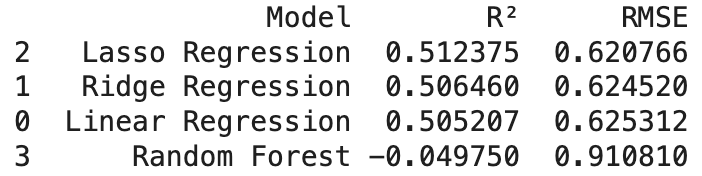 Model R² RMSE
2 Lasso Regression 0.512375 0.620766
1 Ridge Regression 0.506460 0.624520
0 Linear Regression 0.505207 0.625312
3 Random Forest -0.049750 0.910810